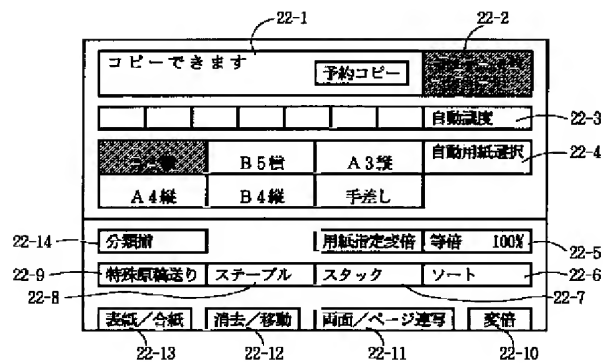 22-1
22-2
コピーできます
予約コピー
自動濃度
22-3
B5横
A3縦
自動用紙選択
22-4
A4縦
B4縦
手差し
22-14
分類
用紙指定変倍
等倍 100%
22-5
22-9
特殊原稿送り
ステープル
スタック
ソート
22-6
22-8
22-7
表紙/合紙
消去/移動
両面/ページ連写
変倍
22-13
22-12
22-11
22-10